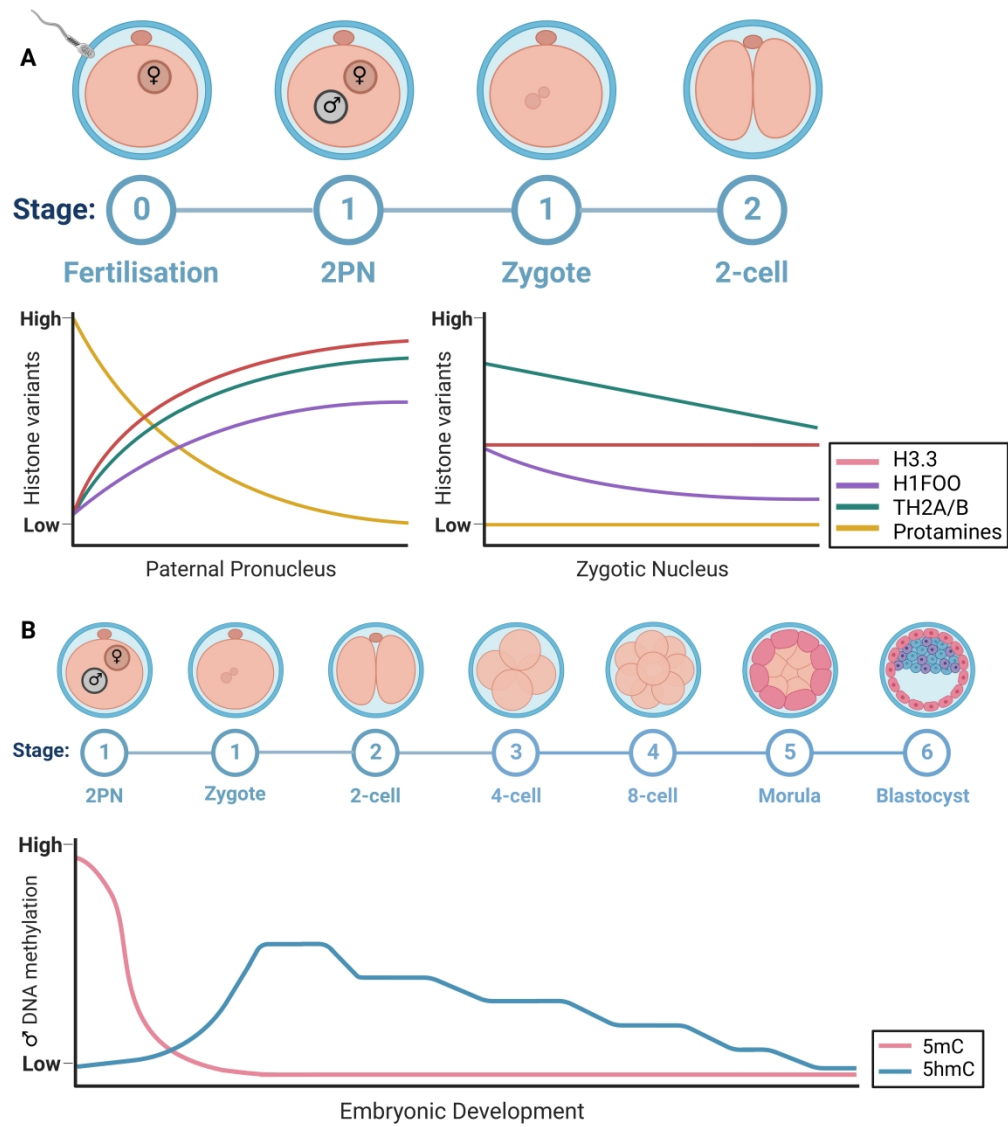 A
♀
♀
♂
Stage: 0 1 1 2
Fertilisation 2PN Zygote 2-cell
High
Histone variants
Low
Paternal Pronucleus
High
Histone variants
Low
Zygotic Nucleus
H3.3
H1FOO
TH2A/B
Protamines
B
♀
♂
Stage: 1 1 2 3 4 5 6
2PN Zygote 2-cell 4-cell 8-cell Morula Blastocyst
High
♂ DNA methylation
Low
Embryonic Development
5mC
5hmC